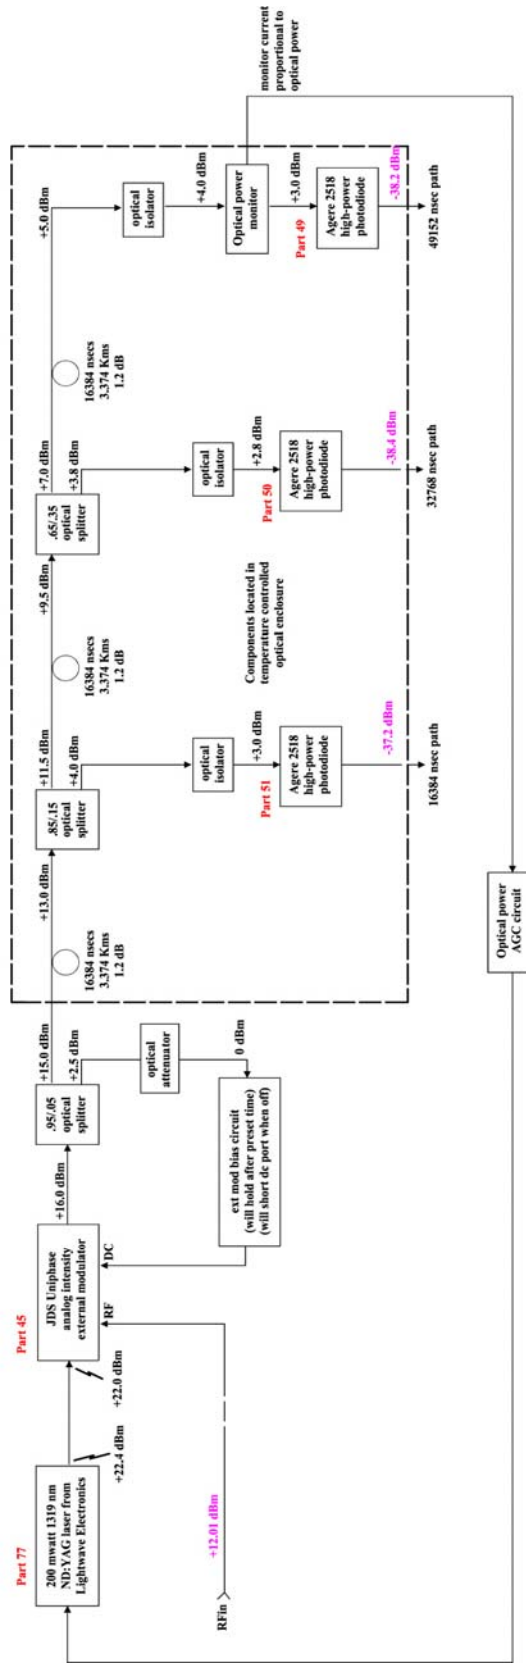 Part 77
200 mwatt 1319 nm
ND:YAG laser from
Lightwave Electronics
+22.4 dBm
+22.0 dBm
Part 45
JDS Uniphase
analog intensity
external modulator
RF
DC
RFin
+12.01 dBm
+16.0 dBm
.95/.05
optical
splitter
+15.0 dBm
+2.5 dBm
optical
attenuator
0 dBm
ext mod bias circuit
(will hold after preset time)
(will short dc port when off)
16384 nsecs
3.374 Kms
1.2 dB
+13.0 dBm
.85/.15
optical
splitter
+11.5 dBm
+4.0 dBm
optical
isolator
+3.0 dBm
Part 51
Agere 2518
high-power
photodiode
-37.2 dBm
16384 nsec path
16384 nsecs
3.374 Kms
1.2 dB
+9.5 dBm
.65/.35
optical
splitter
+7.0 dBm
+3.8 dBm
optical
isolator
+2.8 dBm
Part 50
Agere 2518
high-power
photodiode
-38.4 dBm
32768 nsec path
Components located in
temperature controlled
optical enclosure
16384 nsecs
3.374 Kms
1.2 dB
+5.0 dBm
optical
isolator
+4.0 dBm
Optical power
monitor
+3.0 dBm
Part 49
Agere 2518
high-power
photodiode
-38.2 dBm
49152 nsec path
monitor current
proportional to
optical power
Optical power
AGC circuit